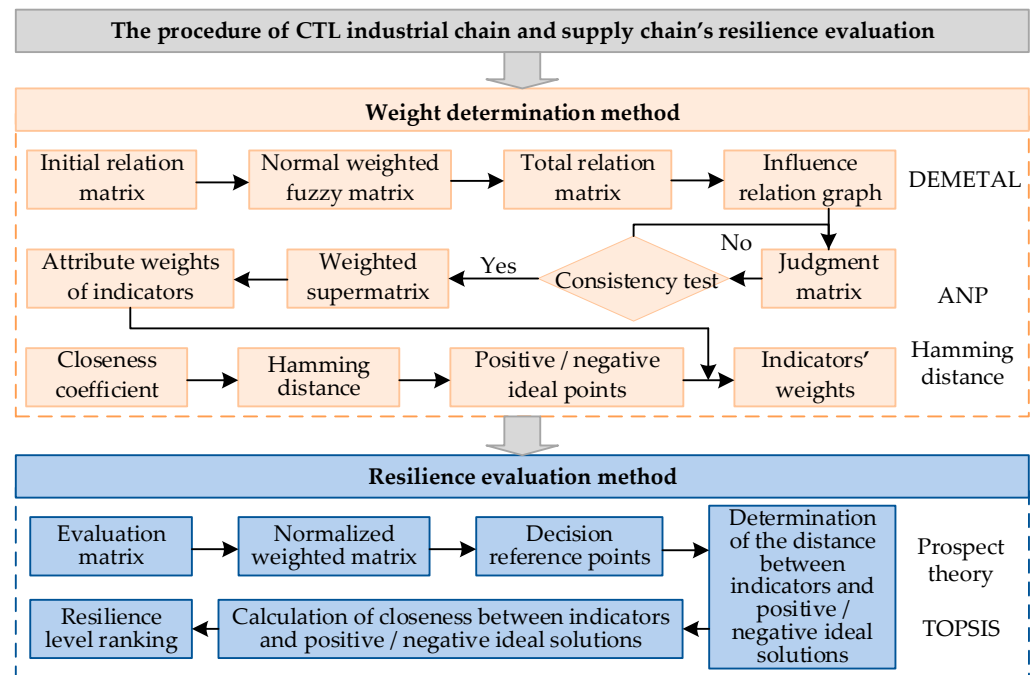 The procedure of CTL industrial chain and supply chain's resilience evaluation
Weight determination method
Initial relation
matrix
Normal weighted
fuzzy matrix
Total relation
matrix
Influence
relation graph
DEMETAL
No
Attribute weights
of indicators
Weighted
supermatrix
Yes
Consistency test
Judgment
matrix
ANP
Closeness
coefficient
Hamming
distance
Positive / negative
ideal points
Indicators'
weights
Hamming
distance
Resilience evaluation method
Evaluation
matrix
Normalized
weighted matrix
Decision
reference points
Determination
of the distance
between
indicators and
positive /
negative ideal
solutions
Prospect
theory
Resilience
level ranking
Calculation of closeness between indicators
and positive / negative ideal solutions
TOPSIS